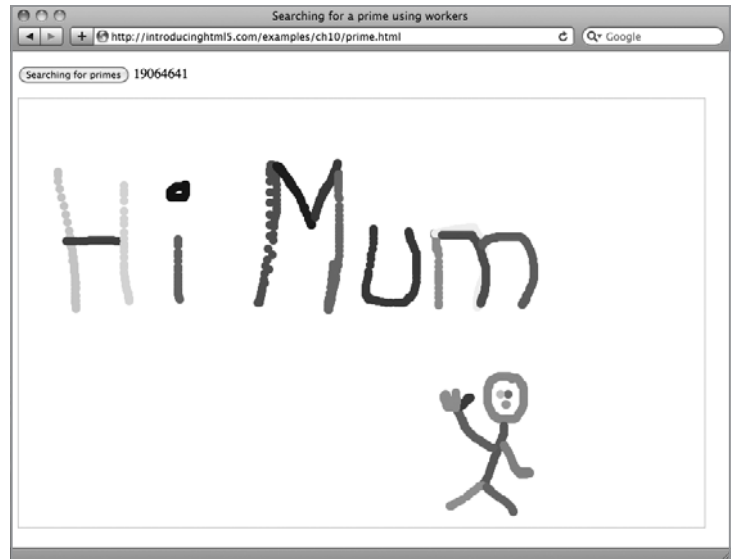 Searching for a prime using workers
http://introducinghtml5.com/examples/ch10/prime.html
Google
Searching for primes 19064641
Hi Mum